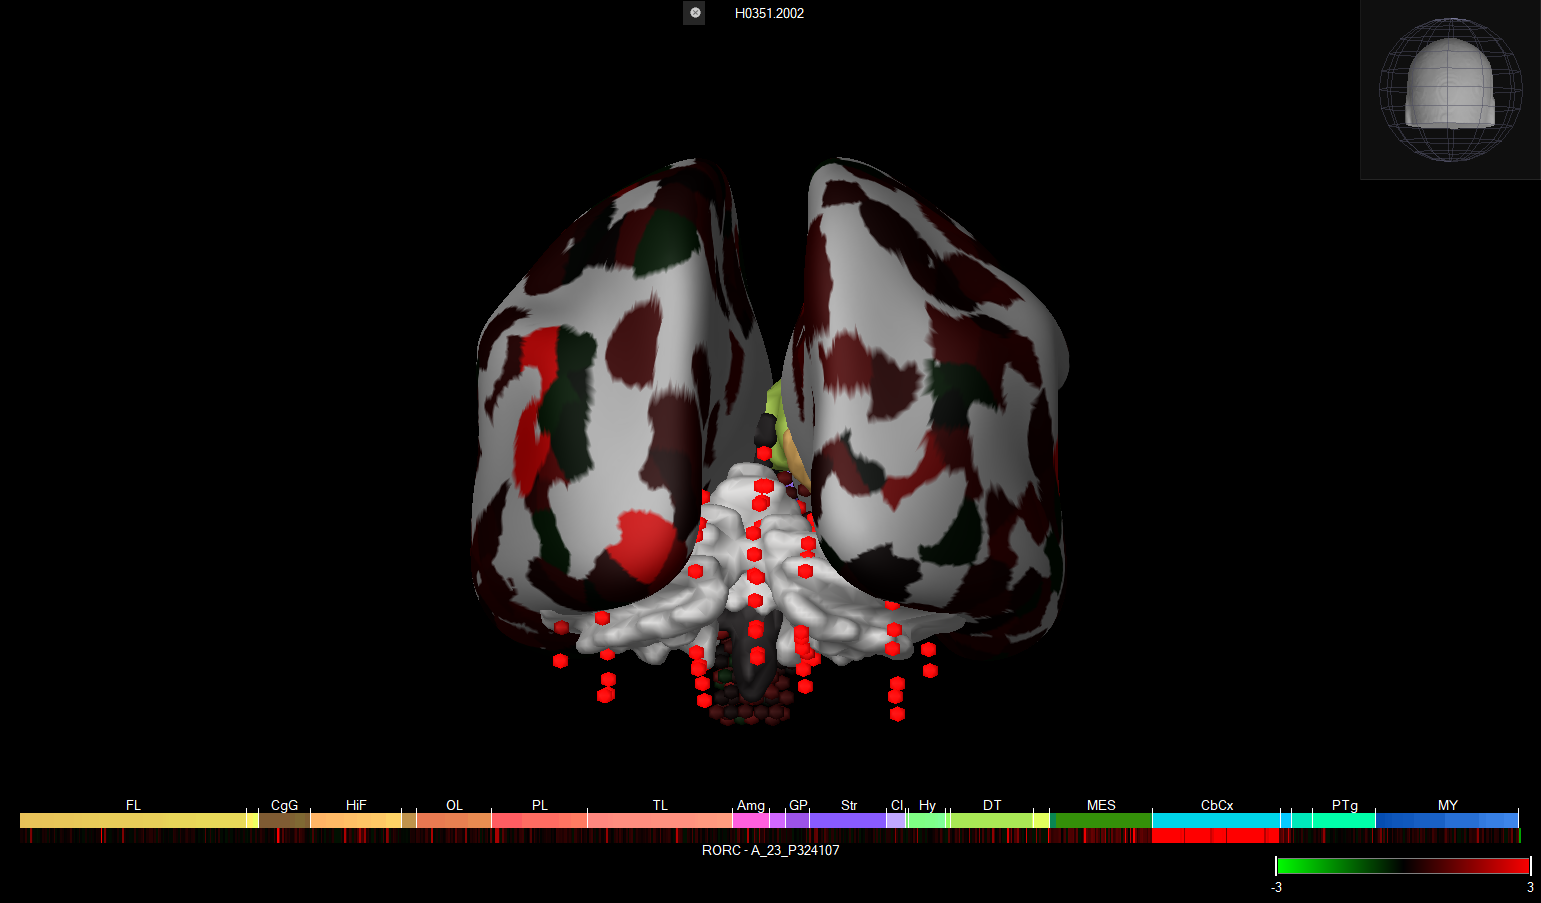 H0351.2002
FL CgG HiF OL PL TL Amg GP Str Cl Hy DT MES CbCx PTg MY
RORC - A_23_P324107
-3 3